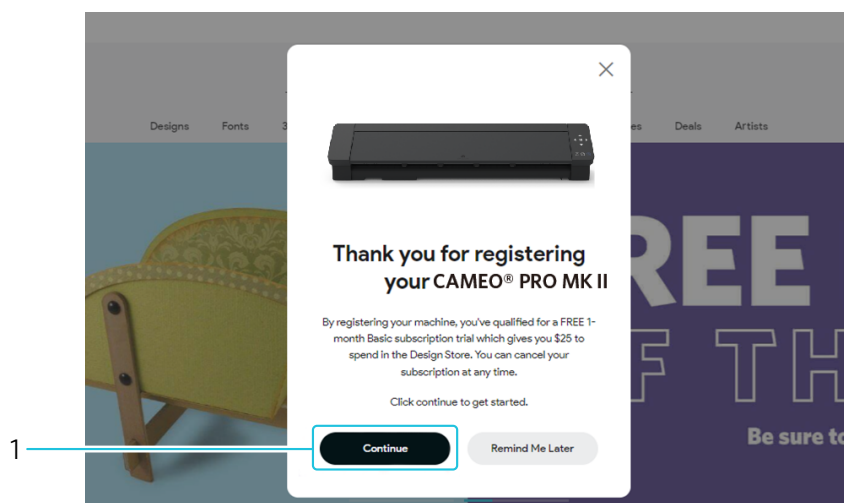 Designs Fonts Deals Artists
Thank you for registering
your CAMEO® PRO MK II
By registering your machine, you've qualified for a FREE 1-
month Basic subscription trial which gives you $25 to
spend in the Design Store. You can cancel your
subscription at any time.
Click continue to get started.
1 Continue Remind Me Later
REE
F TH
Be sure to